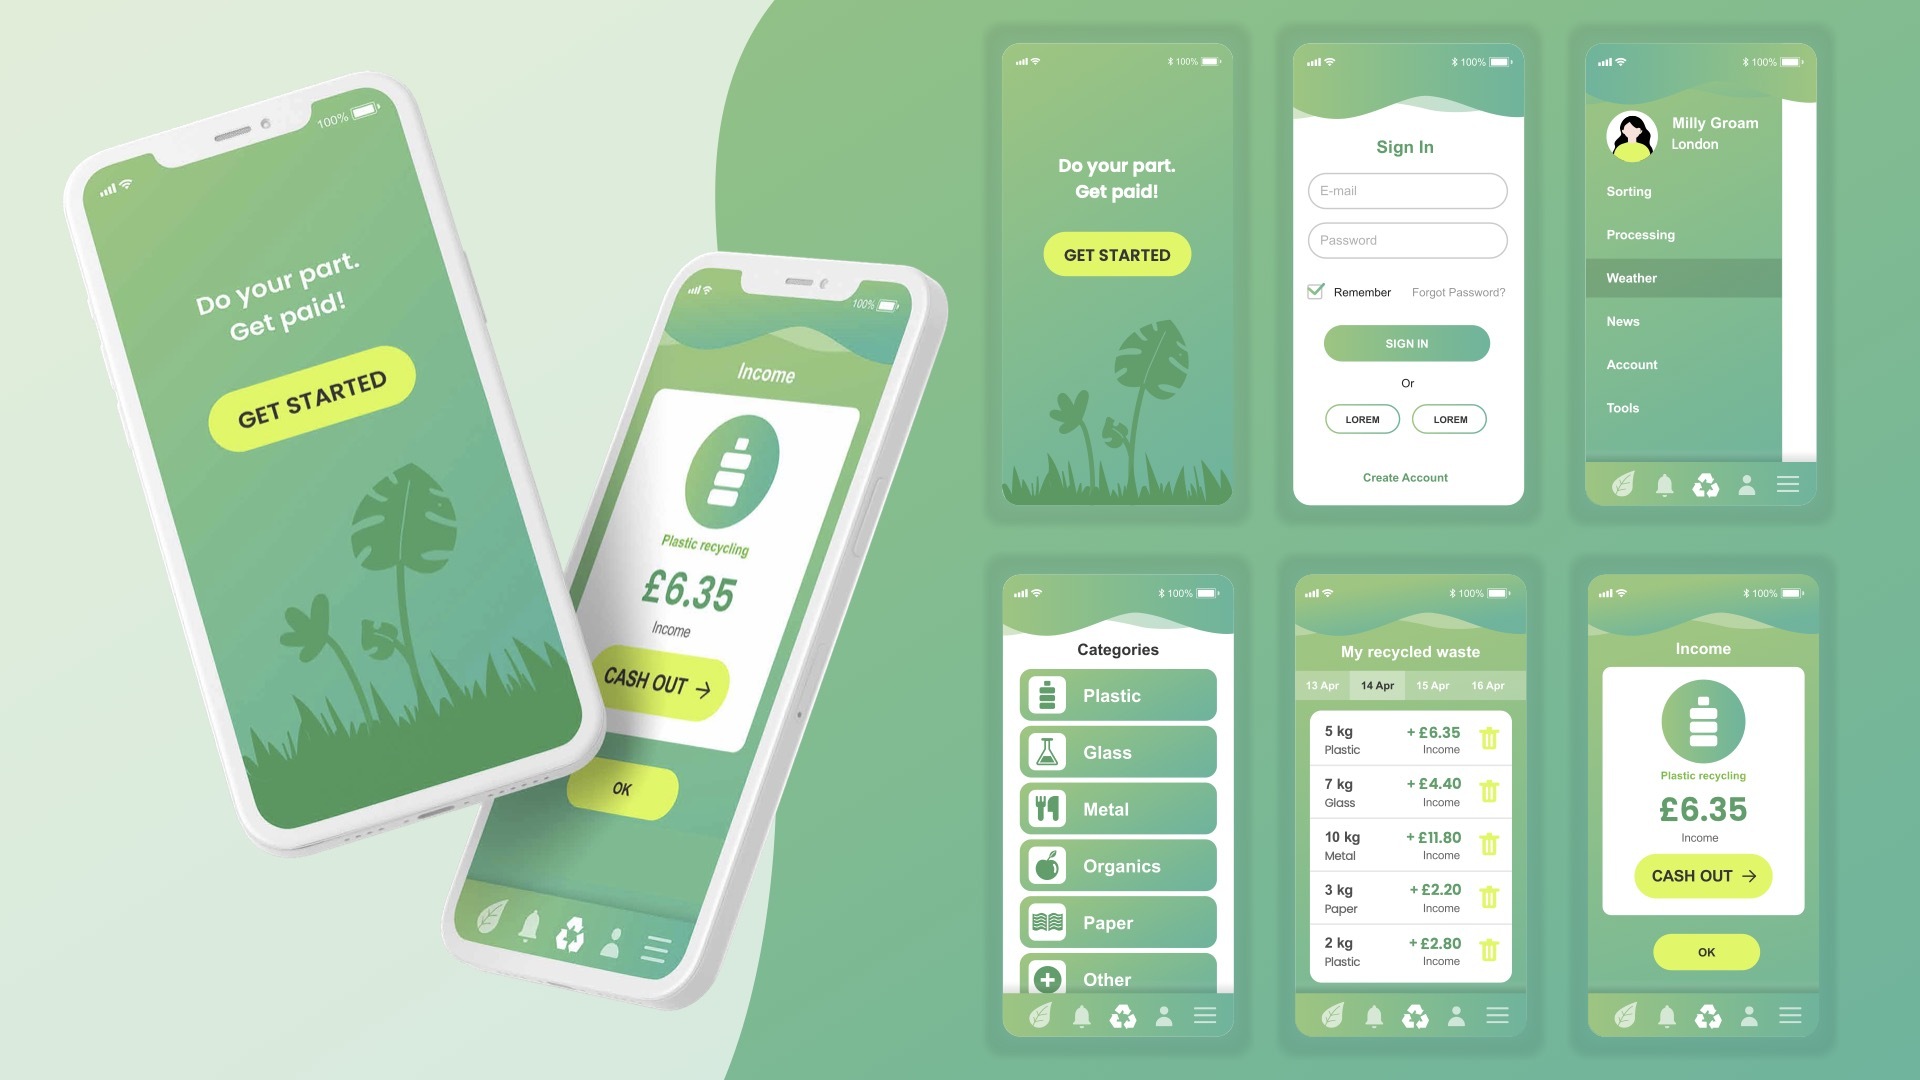 100%
Do your part.
Get paid!
GET STARTED
100%
Income
Plastic recycling
£6.35
Income
CASH OUT →
OK
100%
Do your part.
Get paid!
GET STARTED
100%
Sign In
E-mail
Password
Remember Forgot Password?
SIGN IN
Or
LOREM LOREM
Create Account
100%
Milly Groam
London
Sorting
Processing
Weather
News
Account
Tools
100%
Categories
Plastic
Glass
Metal
Organics
Paper
Other
100%
My recycled waste
13 Apr 14 Apr 15 Apr 16 Apr
5 kg + £6.35
Plastic Income
7 kg + £4.40
Glass Income
10 kg + £11.80
Metal Income
3 kg + £2.20
Paper Income
2 kg + £2.80
Plastic Income
100%
Income
Plastic recycling
£6.35
Income
CASH OUT →
OK